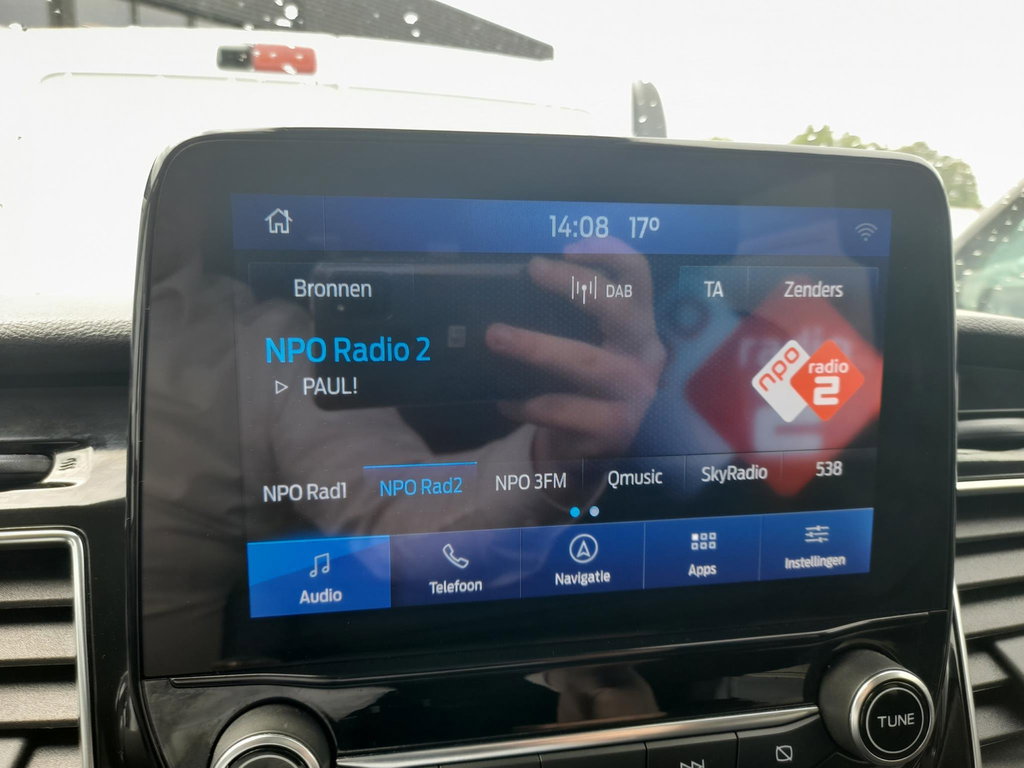 14:08 17º
Bronnen DAB TA Zenders
NPO Radio 2
PAUL!
npo radio 2
NPO Rad1 NPO Rad2 NPO 3FM Qmusic SkyRadio 538
Audio Telefoon Navigatie Apps Instellingen
TUNE